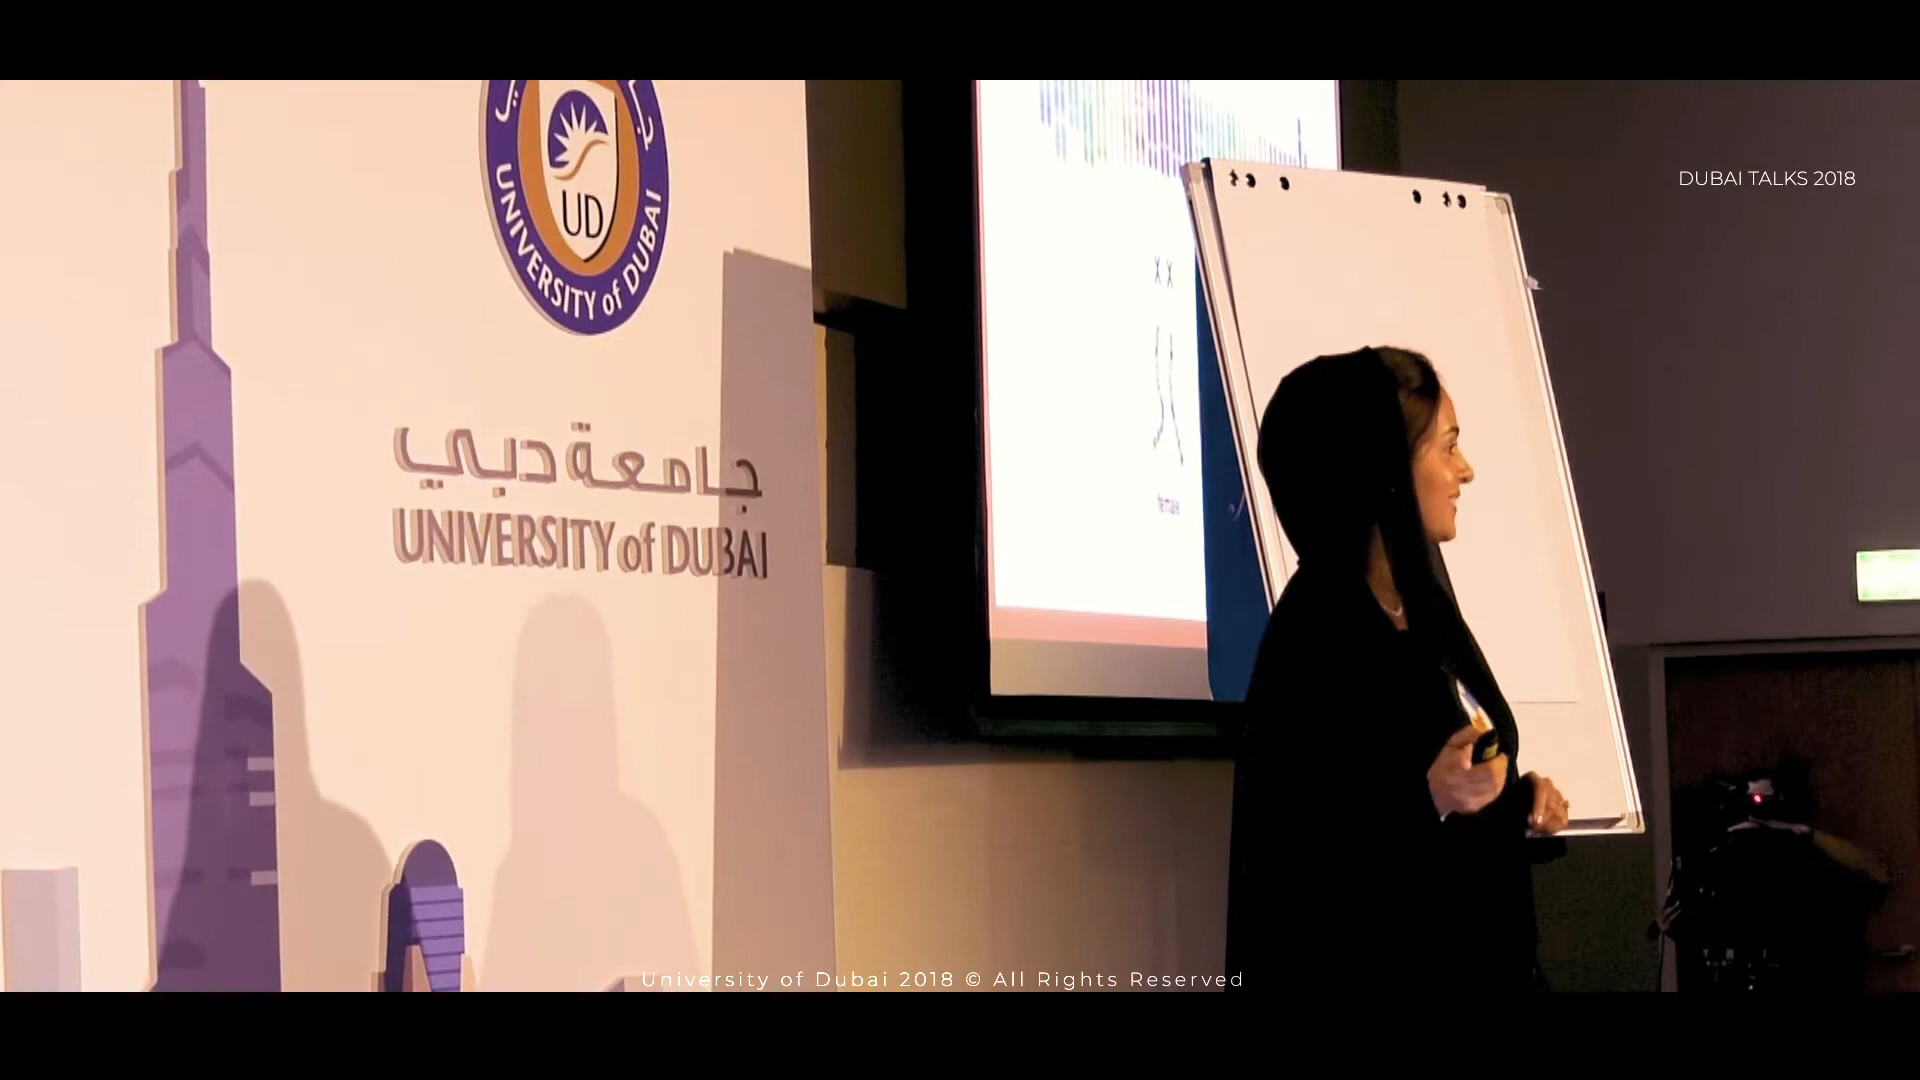 UNIVERSITY of DUBAI
UD
جامعة دبي
UNIVERSITY of DUBAI
X X
female
DUBAI TALKS 2018
University of Dubai 2018 © All Rights Reserved